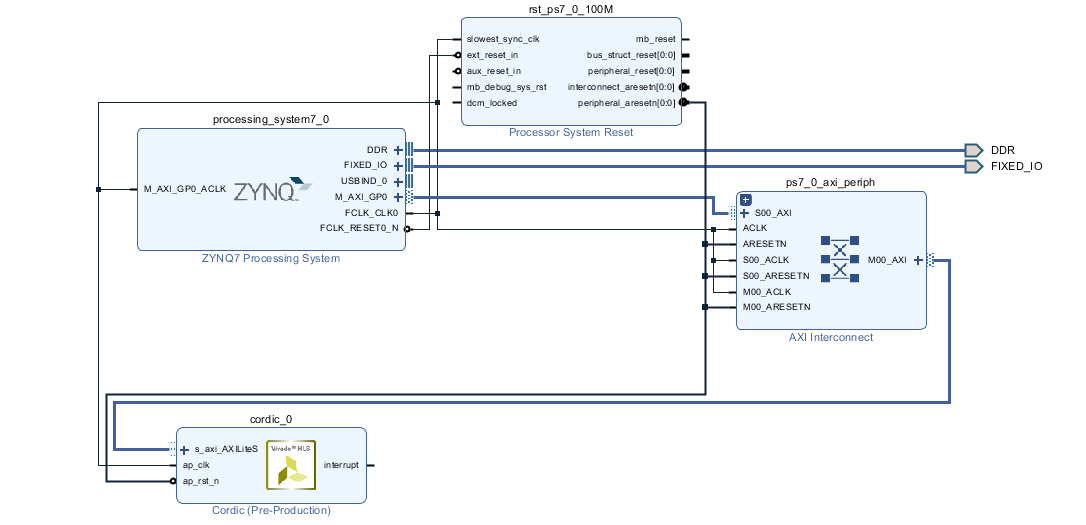 rst_ps7_0_100M
slowest_sync_clk
mb_reset
ext_reset_in
bus_struct_reset[0:0]
aux_reset_in
peripheral_reset[0:0]
mb_debug_sys_rst
interconnect_aresetn[0:0]
dcm_locked
peripheral_aresetn[0:0]
Processor System Reset
processing_system7_0
DDR
FIXED_IO
USBIND_0
M_AXI_GP0_ACLK
ZYNQ
M_AXI_GP0
FCLK_CLK0
FCLK_RESET0_N
ZYNQ7 Processing System
DDR
FIXED_IO
ps7_0_axi_periph
S00_AXI
ACLK
ARESETN
S00_ACLK
M00_AXI
S00_ARESETN
M00_ACLK
M00_ARESETN
AXI Interconnect
cordic_0
s_axi_AXILiteS
Vivado™ HLS
ap_clk
interrupt
ap_rst_n
Cordic (Pre-Production)